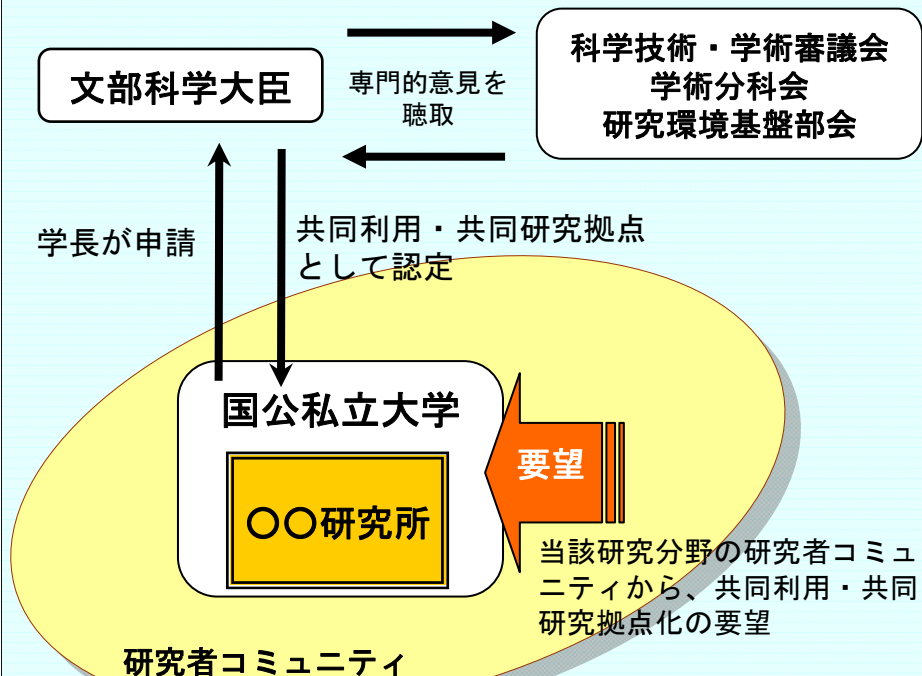 文部科学大臣
専門的意見を
聴取
科学技術・学術審議会
学術分科会
研究環境基盤部会
学長が申請
共同利用・共同研究拠点
として認定
国公私立大学
〇〇研究所
要望
当該研究分野の研究者コミュ
ニティから、共同利用・共同
研究拠点化の要望
研究者コミュニティ